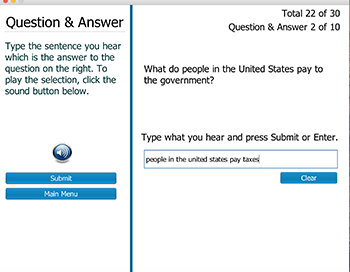 Question & Answer
Type the sentence you hear
which is the answer to the
question on the right. To
play the selection, click the
sound button below.
Submit
Main Menu
Total 22 of 30
Question & Answer 2 of 10
What do people in the United States pay to
the government?
Type what you hear and press Submit or Enter.
people in the united states pay taxes
Clear